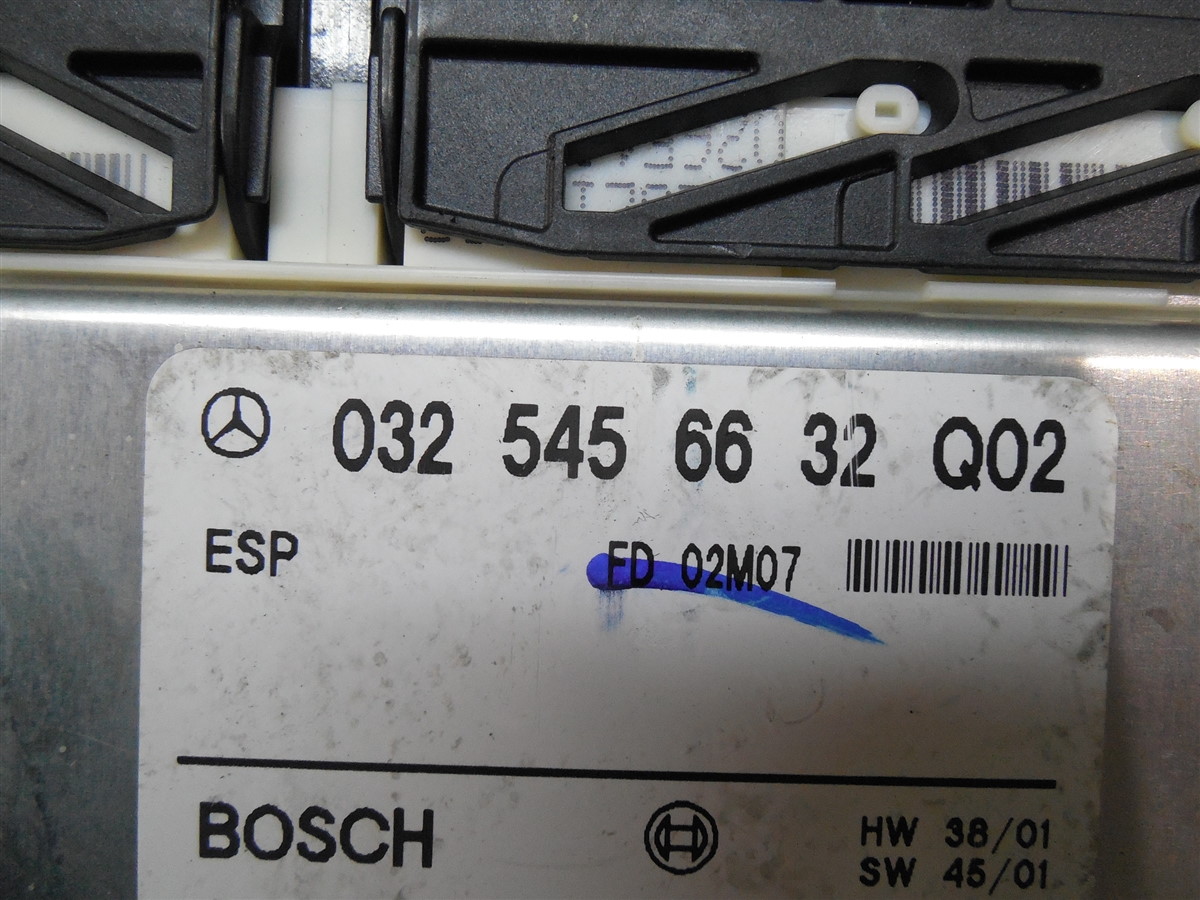 032 545 66 32 Q02
ESP FD 02M07
BOSCH HW 38/01
SW 45/01